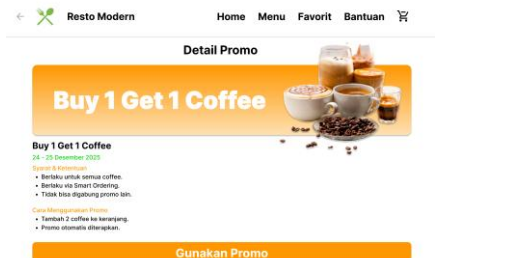 Resto Modern Home Menu Favorit Bantuan
Detail Promo
Buy 1 Get 1 Coffee
Buy 1 Get 1 Coffee
24 - 25 Desember 2025
Syarat & Ketentuan
• Berlaku untuk semua coffee.
• Berlaku via Smart Ordering.
• Tidak bisa digabung promo lain.
Cara Menggunakan Promo
• Tambah 2 coffee ke keranjang.
• Promo otomatis diterapkan.
Gunakan Promo